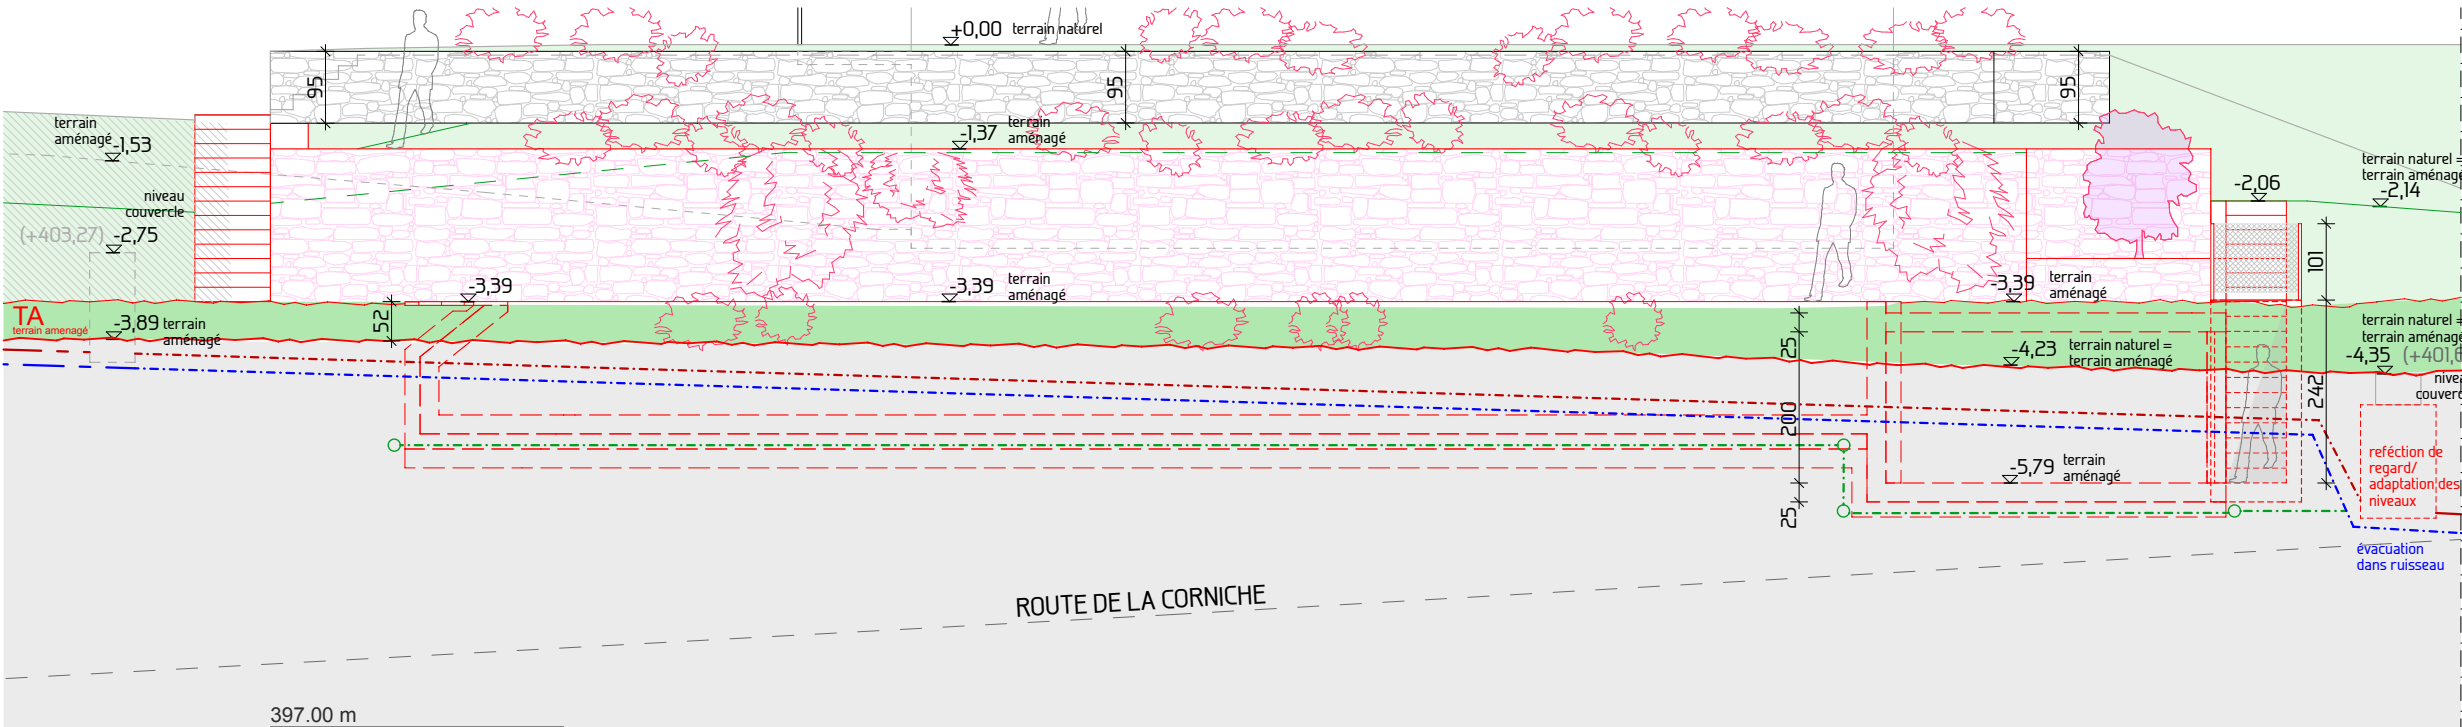 +0,00 terrain naturel
95
95
95
terrain
aménagé
-1,53
-1,37
terrain
aménagé
niveau
couvercle
(+403,27) -2,75
terrain naturel =
terrain aménagé
-2,14
-2,06
101
-3,39
-3,39
terrain
aménagé
-3,39
terrain
aménagé
TA
terrain amenagé
-3,89 terrain
aménagé
52
25
200
25
-4,23
terrain naturel =
terrain aménagé
terrain naturel =
terrain aménagé
-4,35 (+401,
couver
242
-5,79
terrain
aménagé
reféction de
regard/
adaptation des
niveaux
évacuation
dans ruisseau
ROUTE DE LA CORNICHE
397.00 m